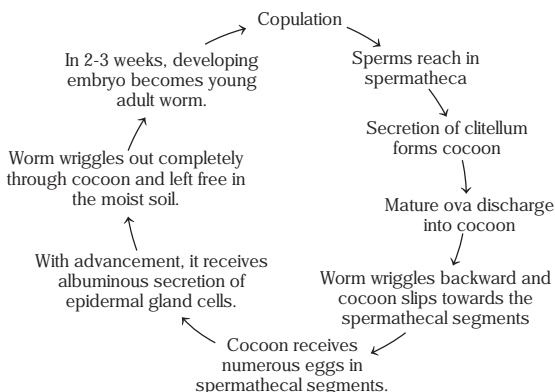 Copulation
Sperms reach in
spermatheca
Secretion of clitellum
forms cocoon
Mature ova discharge
into cocoon
Worm wriggles backward and
cocoon slips towards the
spermathecal segments
Cocoon receives
numerous eggs in
spermathecal segments.
With advancement, it receives
albuminous secretion of
epidermal gland cells.
Worm wriggles out completely
through cocoon and left free in
the moist soil.
In 2-3 weeks, developing
embryo becomes young
adult worm.